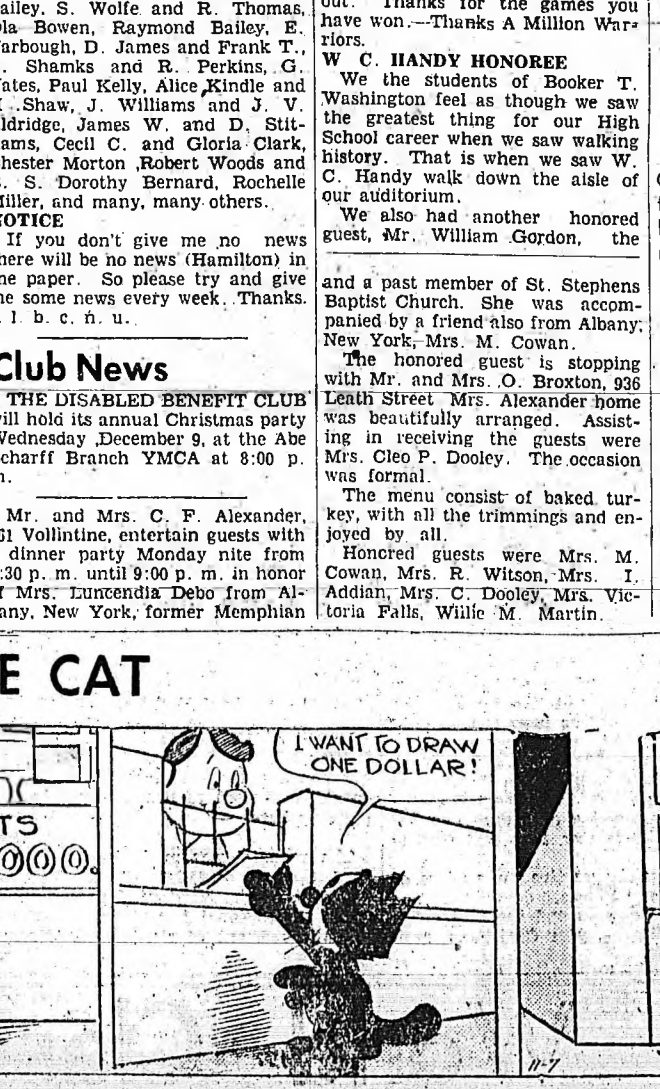 ailey, S. Wolfe and R. Thomas,
la Bowen, Raymond Bailey, E.
arbough, D. James and Frank T.,
. Shamks and R. Perkins, G.
ates, Paul Kelly, Alice Kindle and
. Shaw, J. Williams and J. V.
ldridge, James W. and D. Stit-
ams, Cecil C. and Gloria Clark,
hester Morton ,Robert Woods and
. S. Dorothy Bernard, Rochelle
iller, and many, many others.
NOTICE
If you don't give me no news
here will be no news (Hamilton) in
he paper. So please try and give
me some news every week. Thanks.
. l. b. c. n. u.
Club News
THE DISABLED BENEFIT CLUB
will hold its annual Christmas party
Wednesday ,December 9, at the Abe
charff Branch YMCA at 8:00 p.
m.
Mr. and Mrs. C. F. Alexander,
61 Vollintine, entertain guests with
dinner party Monday nite from
:30 p. m. until 9:00 p. m. in honor
f Mrs. Luncendia Debo from Al-
any, New York, former Memphian
out. Thanks for the games you
have won.—Thanks A Million War-
riors.
W C. HANDY HONOREE
We the students of Booker T.
Washington feel as though we saw
the greatest thing for our High
School career when we saw walking
history. That is when we saw W.
C. Handy walk down the aisle of
our auditorium.
We also had another honored
guest, Mr. William Gordon, the
and a past member of St. Stephens
Baptist Church. She was accom-
panied by a friend also from Albany,
New York, Mrs. M. Cowan.
The honored guest is stopping
with Mr. and Mrs. O. Broxton, 936
Leath Street Mrs. Alexander home
was beautifully arranged. Assist-
ing in receiving the guests were
Mrs. Cleo P. Dooley. The occasion
was formal.
The menu consist of baked tur-
key, with all the trimmings and en-
joyed by all.
Honored guests were Mrs. M.
Cowan, Mrs. R. Witson, Mrs. I.
Addian, Mrs. C. Dooley, Mrs. Vic-
toria Falls, Willie M. Martin.
E CAT
TS
I WANT TO DRAW
ONE DOLLAR!
11-7